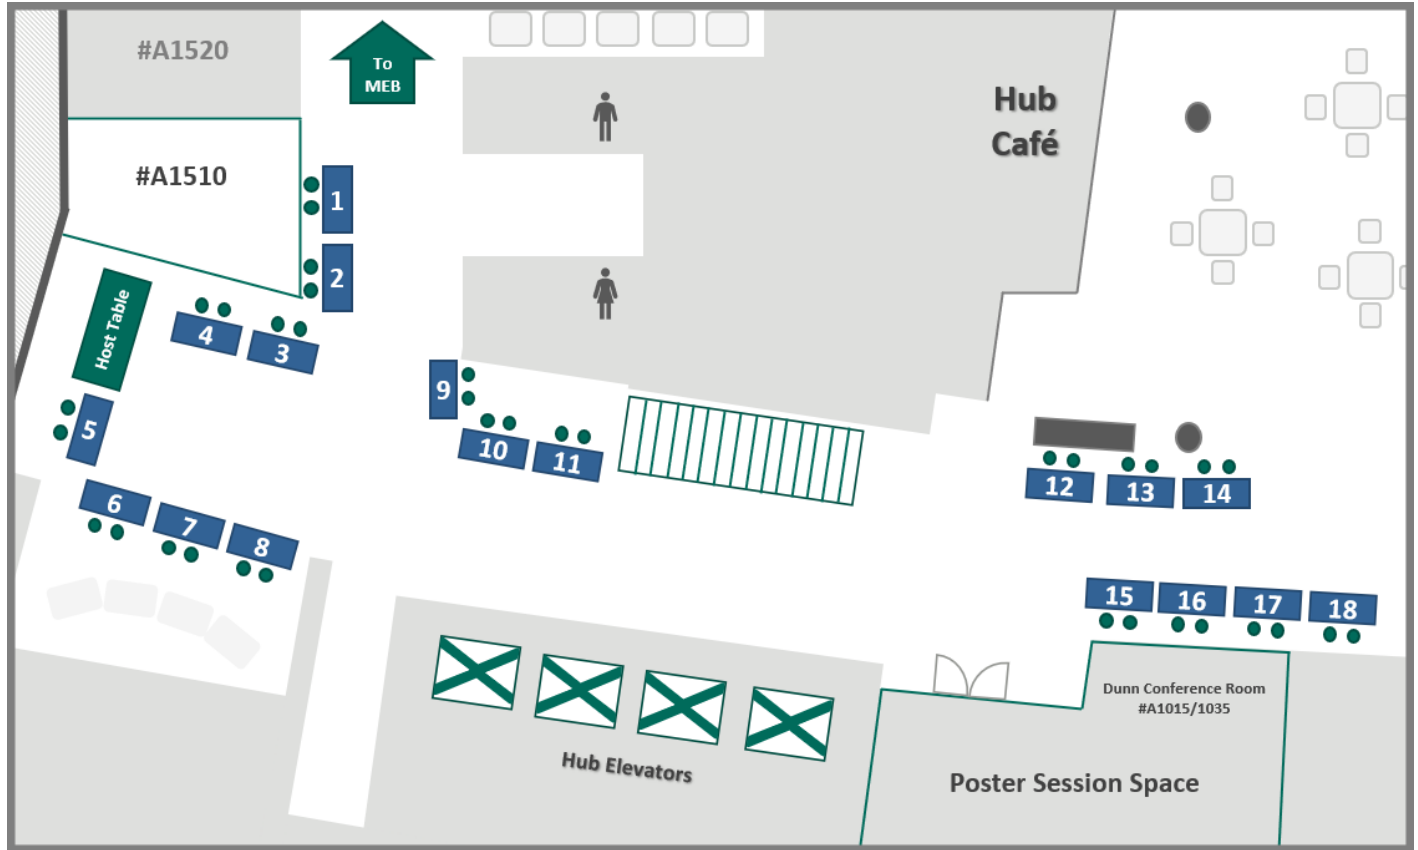 #A1520
To
MEB
Hub
Café
#A1510
1
2
Host Table
4
3
5
9
10
11
6
7
8
12
13
14
15
16
17
18
Dunn Conference Room
#A1015/1035
Hub Elevators
Poster Session Space